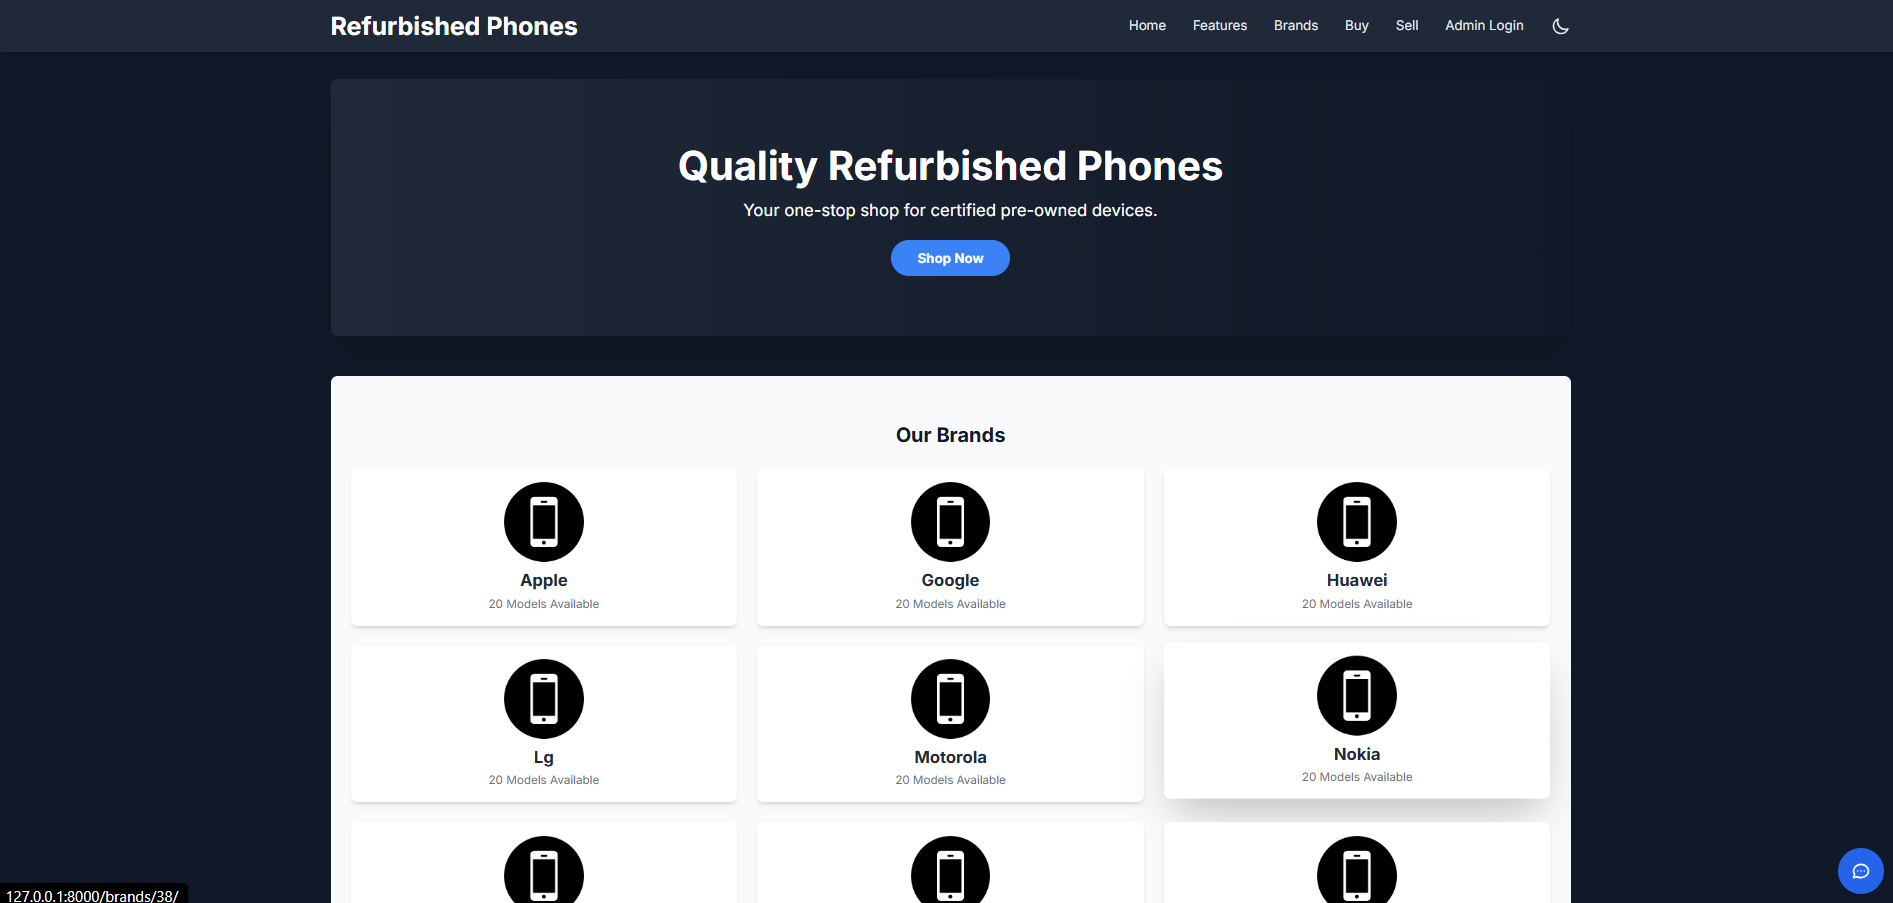 Refurbished Phones
Home Features Brands Buy Sell Admin Login
Quality Refurbished Phones
Your one-stop shop for certified pre-owned devices.
Shop Now
Our Brands
Apple
20 Models Available
Google
20 Models Available
Huawei
20 Models Available
Lg
20 Models Available
Motorola
20 Models Available
Nokia
20 Models Available
127.0.0.1:8000/brands/38/